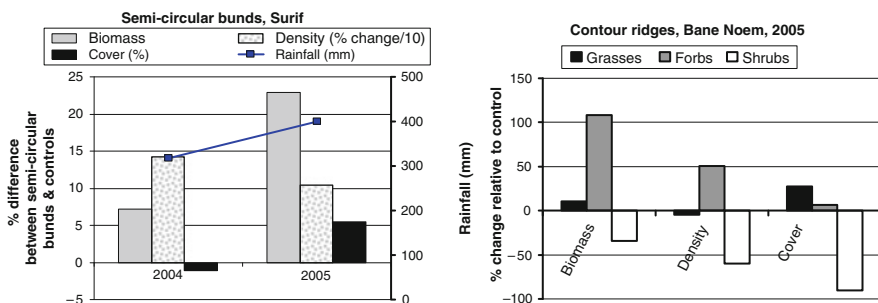 Semi-circular bunds, Surif
Biomass
Density (% change/10)
Cover (%)
Rainfall (mm)
% difference
between semi-circular
bunds & controls
25
20
15
10
5
0
−5
2004
2005
500
400
300
200
100
0
Rainfall (mm)
Contour ridges, Bane Noem, 2005
Grasses
Forbs
Shrubs
% change relative to control
150
100
50
0
−50
−100
Biomass
Density
Cover